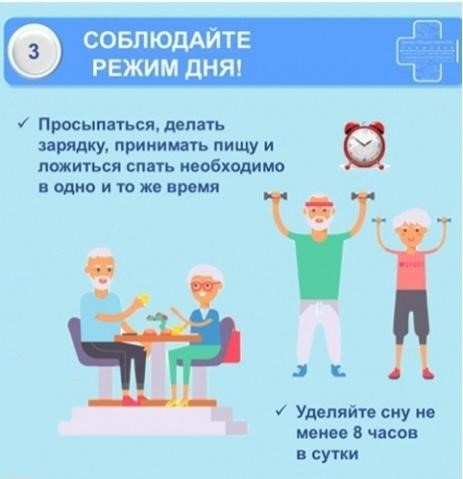 3
СОБЛЮДАЙТЕ
РЕЖИМ ДНЯ!
✓ Просыпаться, делать
зарядку, принимать пищу и
ложиться спать необходимо
в одно и то же время
SPORT
✓ Уделяйте сну не
менее 8 часов
в сутки